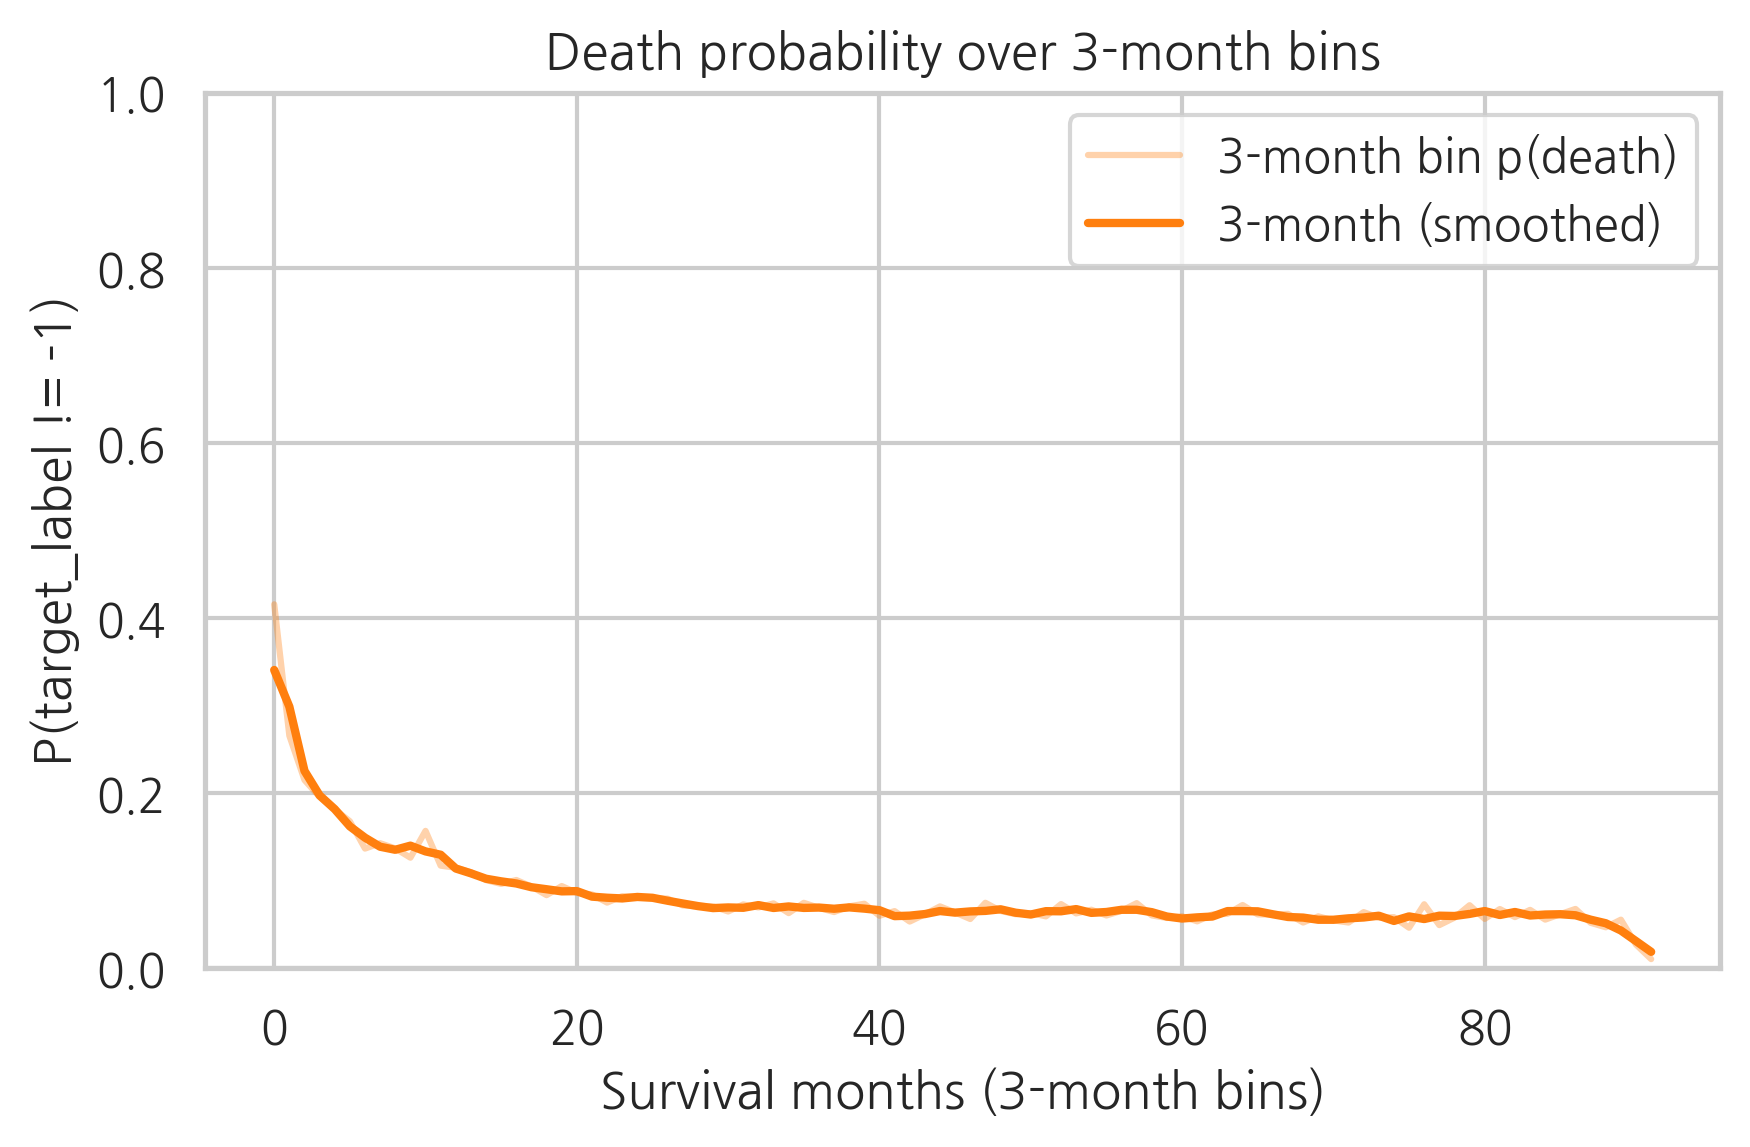 Death probability over 3-month bins
1.0
0.8
0.6
0.4
0.2
0.0
P(target_label != -1)
3-month bin p(death)
3-month (smoothed)
0
20
40
60
80
Survival months (3-month bins)